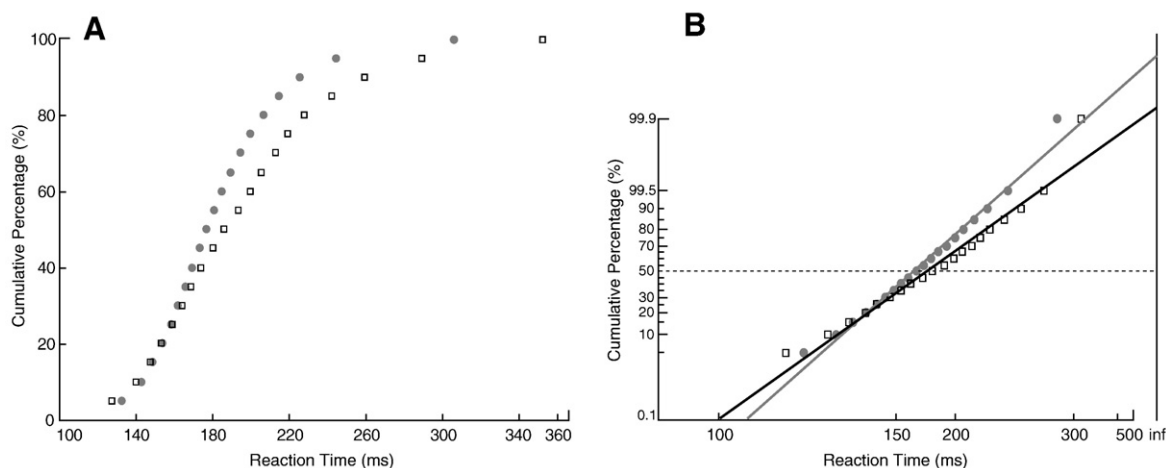 A
100
80
60
40
20
0
Cumulative Percentage (%)
100 140 180 220 260 300 340 360
Reaction Time (ms)
B
99.9
99.5
90
80
70
50
30
20
10
0.1
Cumulative Percentage (%)
100 150 200 300 500 inf
Reaction Time (ms)